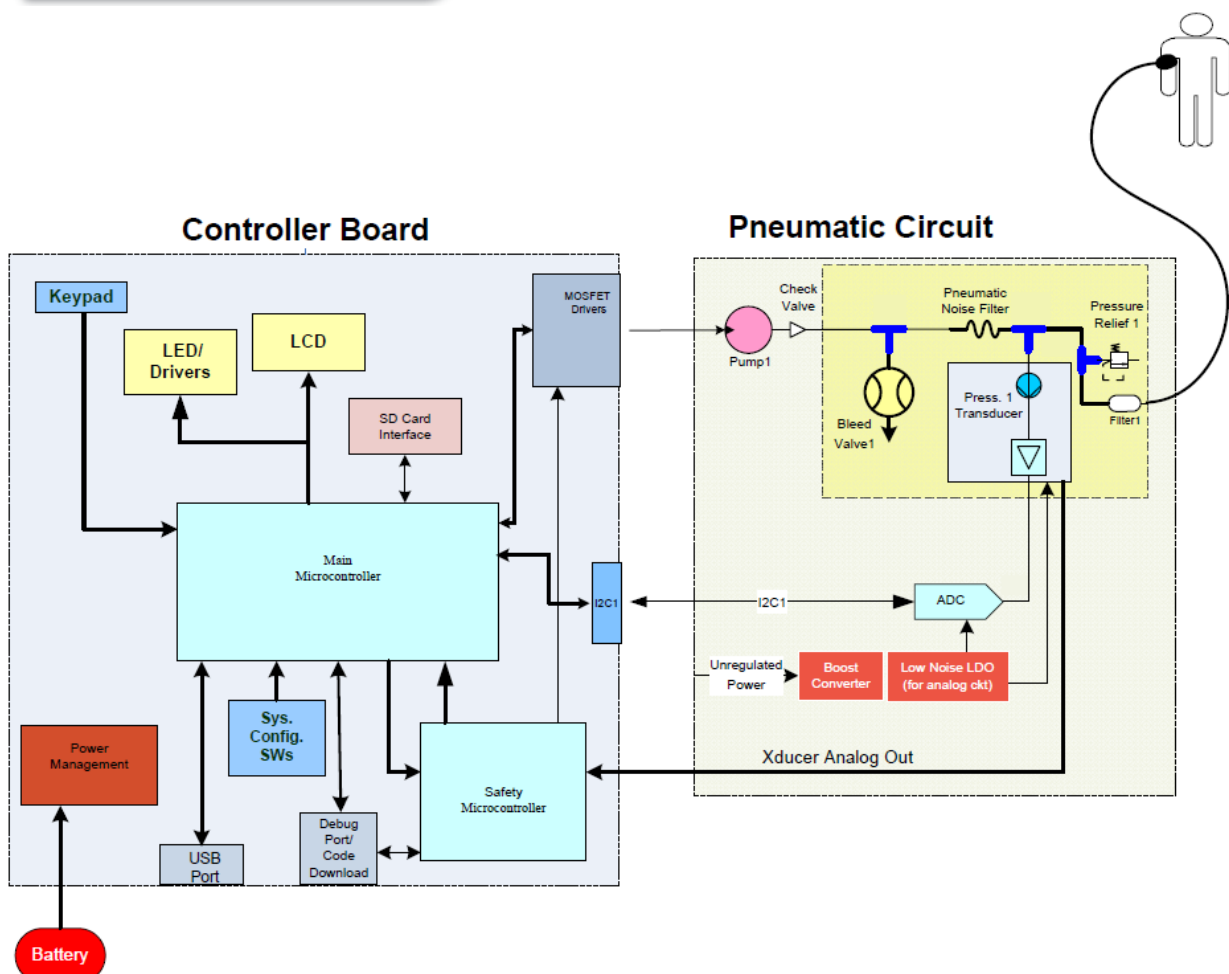 Controller Board
Pneumatic Circuit
Keypad
LED/
Drivers
LCD
MOSFET
Drivers
SD Card
Interface
Main
Microcontroller
I2C1
Sys.
Config.
SWs
Power
Management
Safety
Microcontroller
Debug
Port/
Code
Download
USB
Port
Battery
Check
Valve
Pump1
Pneumatic
Noise Filter
Pressure
Relief 1
Bleed
Valve1
Press. 1
Transducer
Filter1
I2C1
ADC
Unregulated
Power
Boost
Converter
Low Noise LDO
(for analog ckt)
Xducer Analog Out